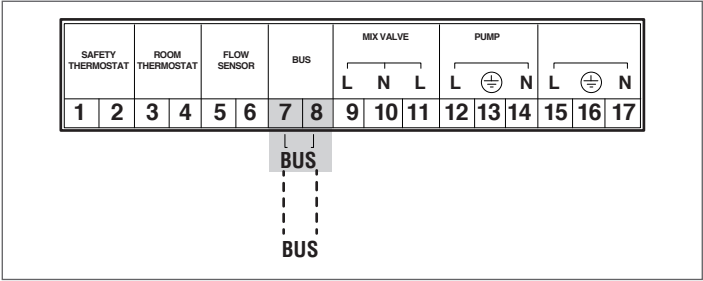 SAFETY THERMOSTAT
ROOM THERMOSTAT
FLOW SENSOR
BUS
MIX VALVE
PUMP
L N L L N L N
1 2 3 4 5 6 7 8 9 10 11 12 13 14 15 16 17
BUS
BUS